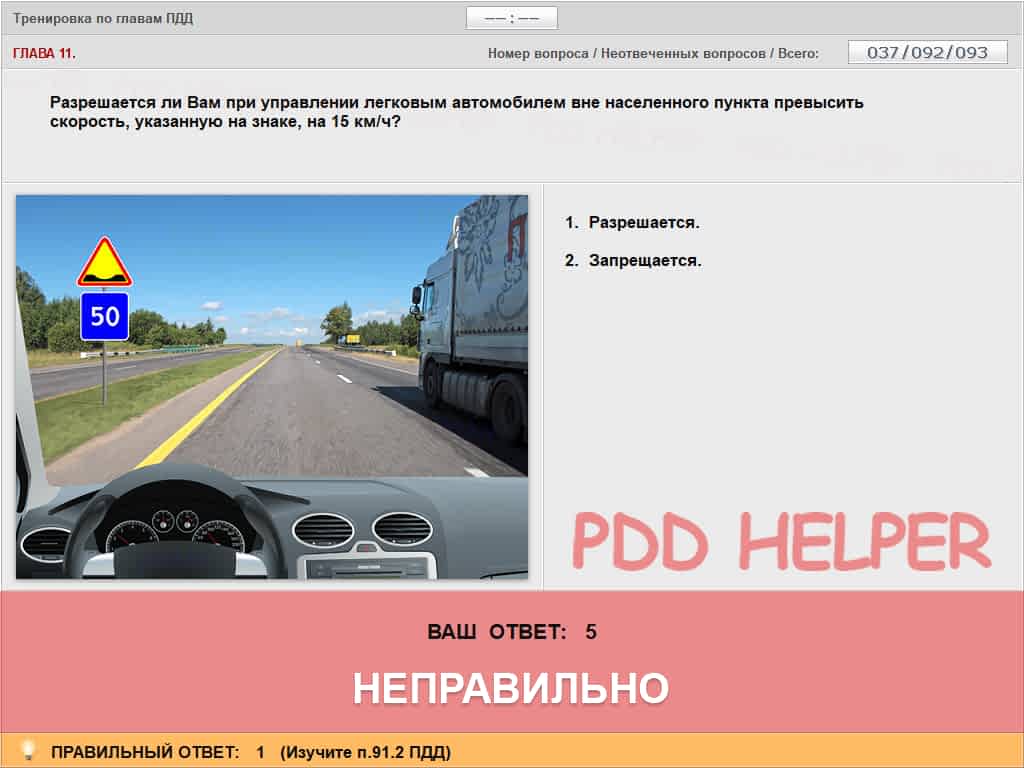 Тренировка по главам ПДД
–– : ––
ГЛАВА 11.
Номер вопроса / Неотвеченных вопросов / Всего:
037/092/093
Разрешается ли Вам при управлении легковым автомобилем вне населенного пункта превысить
скорость, указанную на знаке, на 15 км/ч?
50
1. Разрешается.
2. Запрещается.
PDD HELPER
ВАШ ОТВЕТ: 5
НЕПРАВИЛЬНО
ПРАВИЛЬНЫЙ ОТВЕТ: 1 (Изучите п.91.2 ПДД)